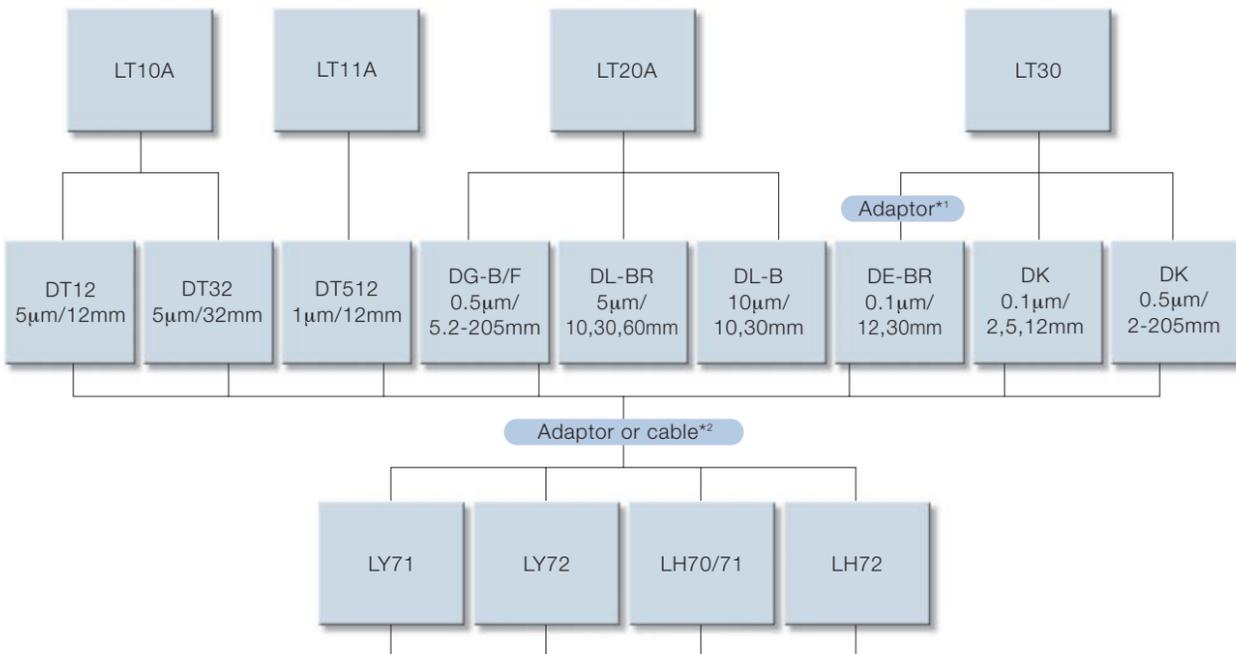 LT10A
LT11A
LT20A
LT30
Adaptor*1
DT12
5μm/12mm
DT32
5μm/32mm
DT512
1μm/12mm
DG-B/F
0.5μm/
5.2-205mm
DL-BR
5μm/
10,30,60mm
DL-B
10μm/
10,30mm
DE-BR
0.1μm/
12,30mm
DK
0.1μm/
2,5,12mm
DK
0.5μm/
2-205mm
Adaptor or cable*2
LY71
LY72
LH70/71
LH72